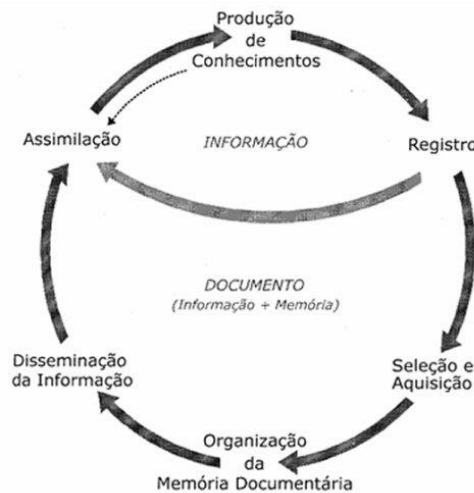 Produção
de
Conhecimentos
Assimilação
INFORMAÇÃO
Registro
DOCUMENTO
(Informação + Memória)
Disseminação
da Informação
Seleção e
Aquisição
Organização
da
Memória Documentária